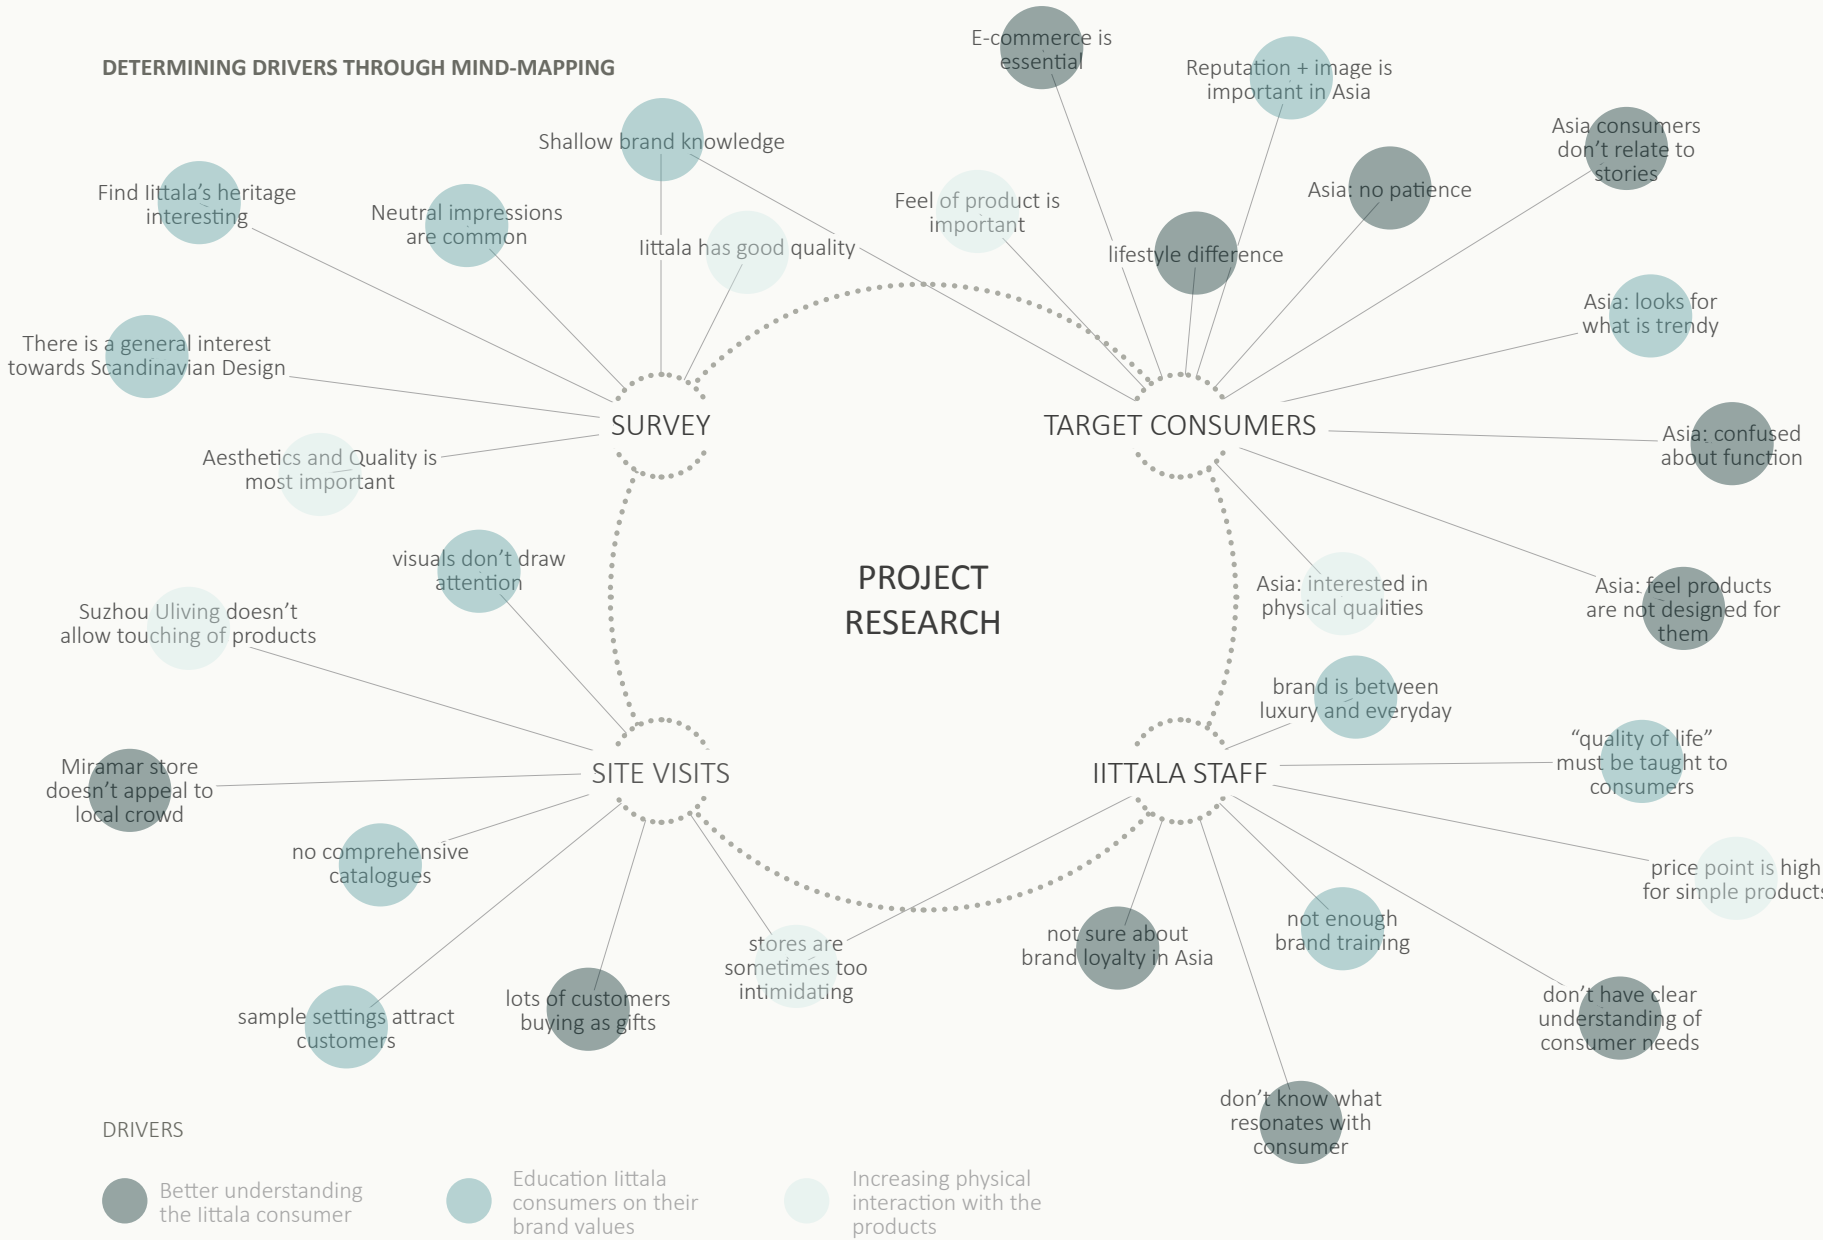 DETERMINING DRIVERS THROUGH MIND-MAPPING
E-commerce is
essential
Reputation + image is
important in Asia
Shallow brand knowledge
Asia consumers
don't relate to
stories
Find Iittala's heritage
interesting
Neutral impressions
are common
Iittala has good quality
Feel of product is
important
lifestyle difference
Asia: no patience
There is a general interest
towards Scandinavian Design
Asia: looks for
what is trendy
SURVEY
TARGET CONSUMERS
Aesthetics and Quality is
most important
Asia: confused
about function
visuals don't draw
attention
PROJECT
RESEARCH
Asia: interested in
physical qualities
Asia: feel products
are not designed for
them
Suzhou Uliving doesn't
allow touching of products
brand is between
luxury and everyday
Miramar store
doesn't appeal to
local crowd
SITE VISITS
IITTALA STAFF
“quality of life”
must be taught to
consumers
no comprehensive
catalogues
price point is high
for simple products
sample settings attract
customers
lots of customers
buying as gifts
stores are
sometimes too
intimidating
not sure about
brand loyalty in Asia
not enough
brand training
don't have clear
understanding of
consumer needs
don't know what
resonates with
consumer
DRIVERS
Better understanding
the Iittala consumer
Education Iittala
consumers on their
brand values
Increasing physical
interaction with the
products